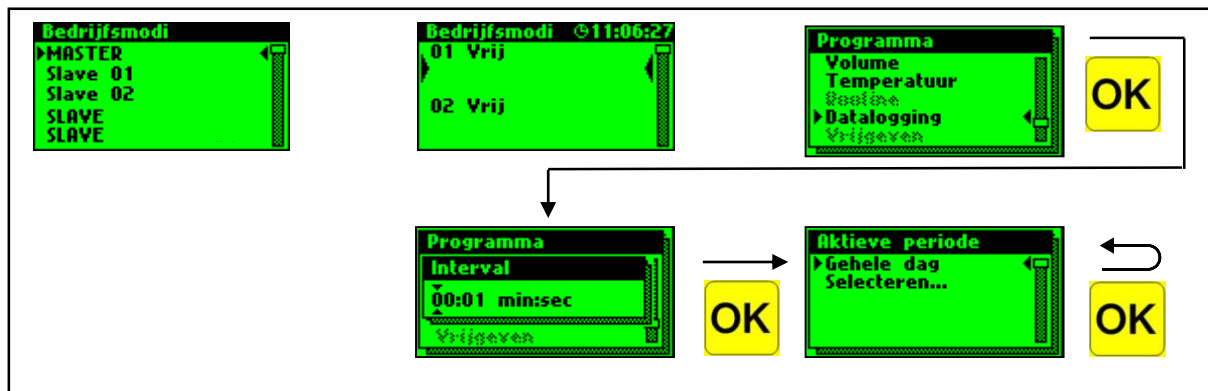 Bedrijfsmodi
MASTER
Slave 01
Slave 02
SLAVE
SLAVE
Bedrijfsmodi 11:06:27
01 Vrij
02 Vrij
Programma
Volume
Temperatuur
Datalogging
Vrijgeven
OK
Programma
Interval
00:01 min:sec
Vrijgeven
OK
Aktieve periode
Gehele dag
Selecteren...
OK